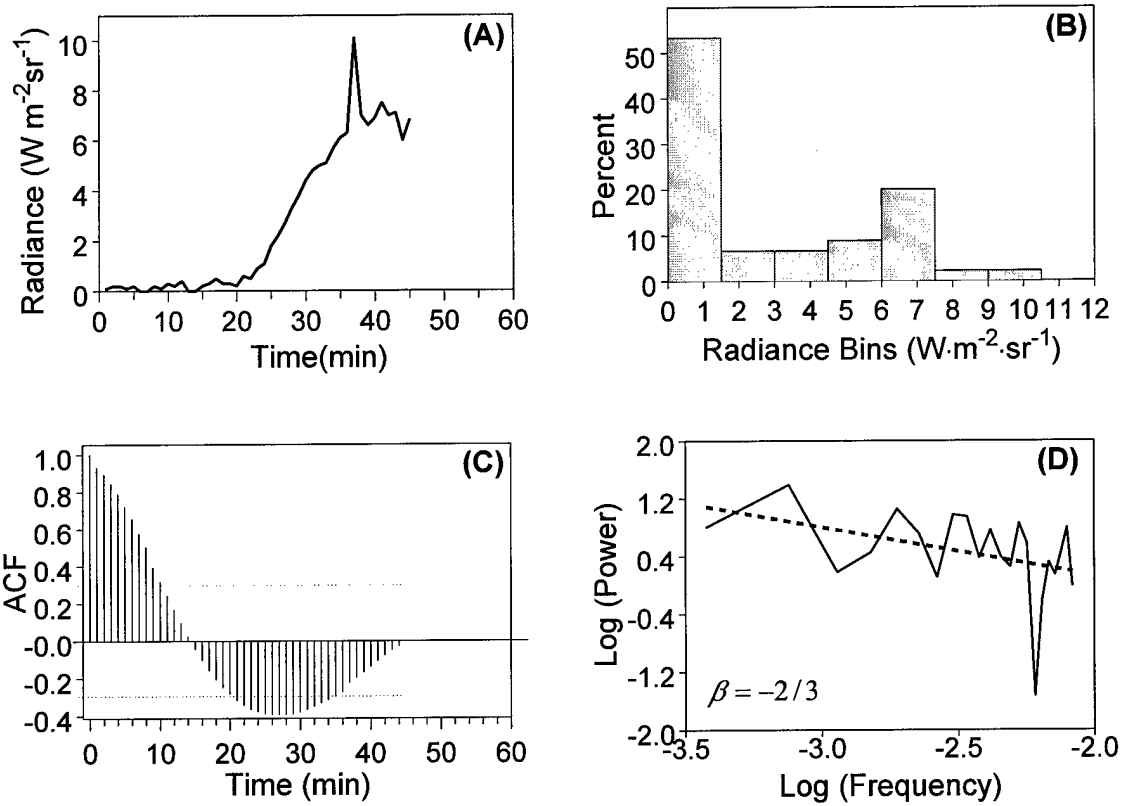 (A)
Radiance (W m-2sr-1)
10
8
6
4
2
0
0 10 20 30 40 50 60
Time(min)
(B)
Percent
50
40
30
20
10
0
0 1 2 3 4 5 6 7 8 9 10 11 12
Radiance Bins (W·m-2·sr-1)
(C)
ACF
1.0
0.8
0.6
0.4
0.2
-0.0
-0.2
-0.4
0 10 20 30 40 50 60
Time (min)
(D)
Log (Power)
2.0
1.2
0.4
-0.4
-1.2
-2.0
β = -2/3
-3.5 -3.0 -2.5 -2.0
Log (Frequency)